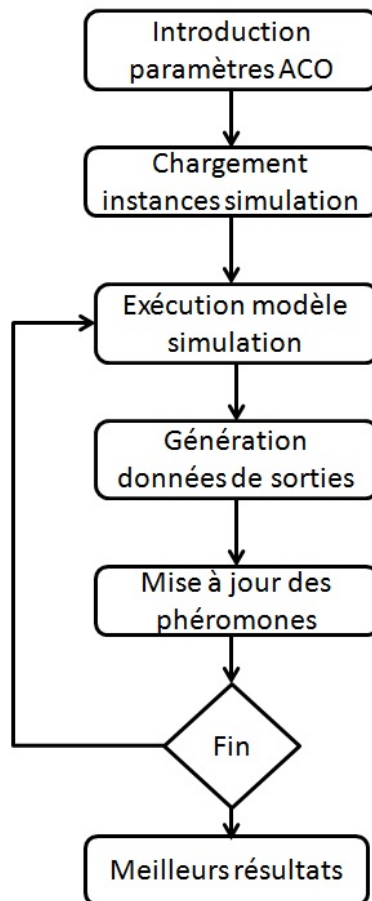 Introduction
paramètres ACO
Chargement
instances simulation
Exécution modèle
simulation
Génération
données de sorties
Mise à jour des
phéromones
Fin
Meilleurs résultats